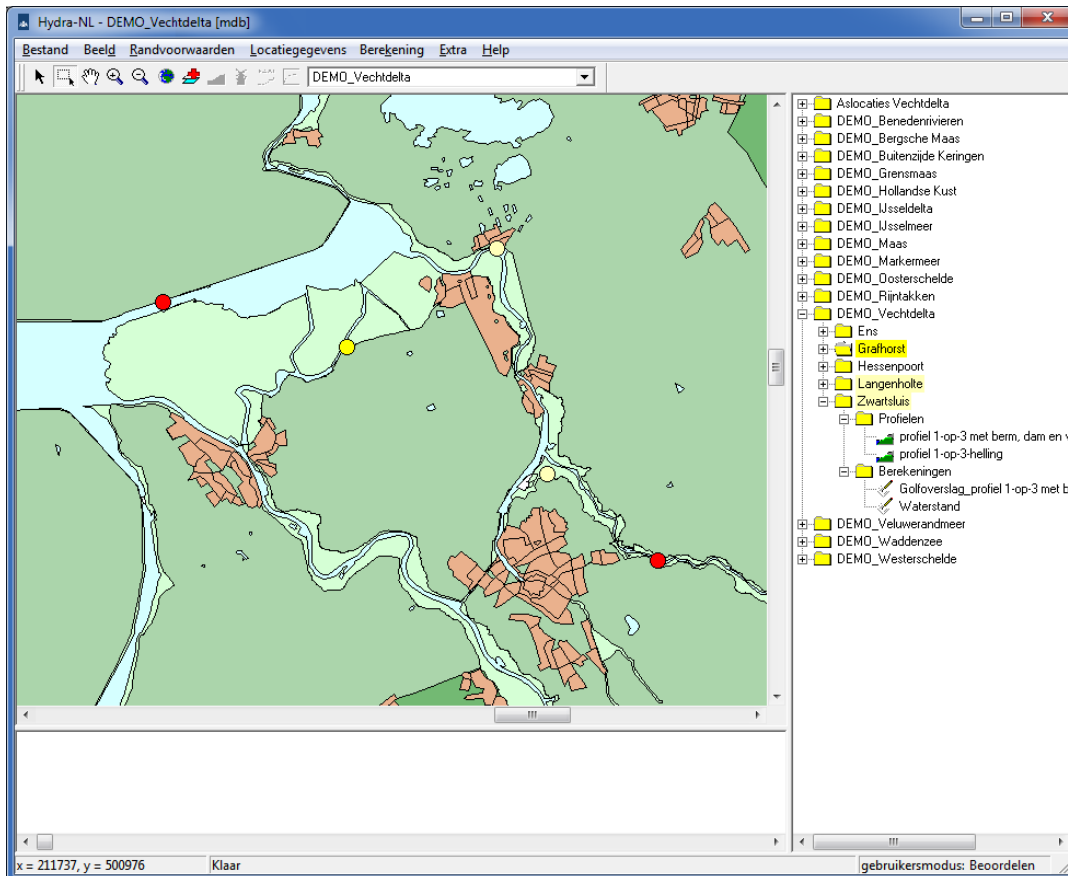 Hydra-NL - DEMO_Vechtdelta [mdb]
Bestand Beeld Randvoorwaarden Locatiegegevens Berekening Extra Help
DEMO_Vechtdelta
Aslocaties Vechtdelta
DEMO_Benedenrivieren
DEMO_Bergsche Maas
DEMO_Buitenzijde Keringen
DEMO_Grensmaas
DEMO_Hollandse Kust
DEMO_IJsseldelta
DEMO_IJsselmeer
DEMO_Maas
DEMO_Markermeer
DEMO_Oosterschelde
DEMO_Rijntakken
DEMO_Vechtdelta
Ens
Grafhorst
Hessenpoort
Langenholte
Zwartsluis
Profielen
profiel 1-op-3 met berm, dam en v
profiel 1-op-3-helling
Berekeningen
Golfoverslag_profiel 1-op-3 met b
Waterstand
DEMO_Veluwerandmeer
DEMO_Waddenzee
DEMO_Westerschelde
x = 211737, y = 500976 Klaar gebruikersmodus: Beoordelen